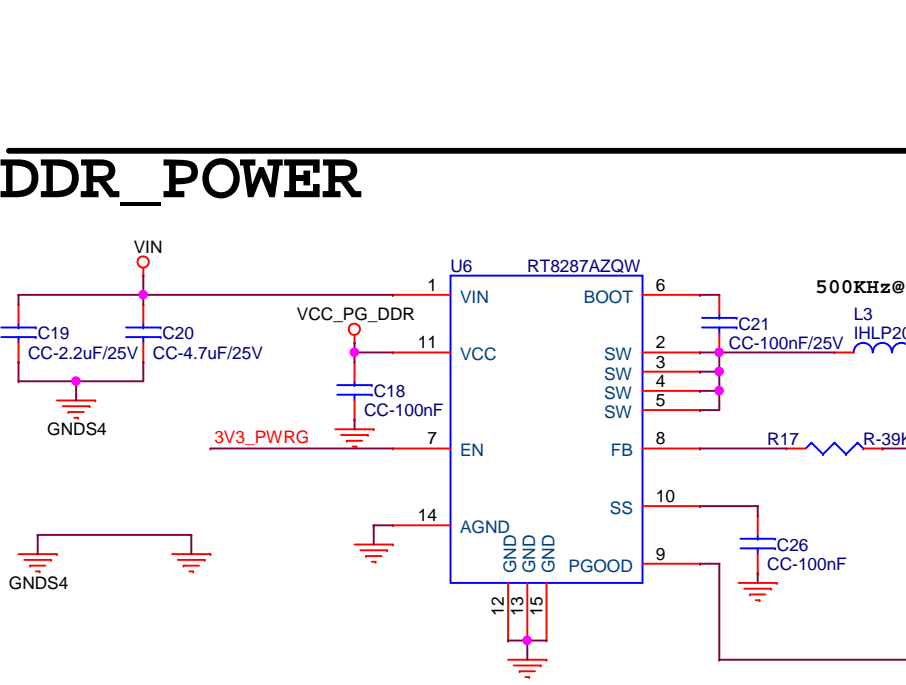 DDR_POWER
VIN
U6 RT8287AZQW
1 VIN BOOT 6
500KHz@
VCC_PG_DDR
C19
CC-2.2uF/25V
C20
CC-4.7uF/25V
C21
CC-100nF/25V
L3
IHLP20
11 VCC SW 2
SW 3
SW 4
SW 5
C18
CC-100nF
GNDS4
3V3_PWRG 7 EN FB 8 R17 R-39K
SS 10
14 AGND
C26
CC-100nF
GND GND GND PGOOD 9
GNDS4
12 13 15